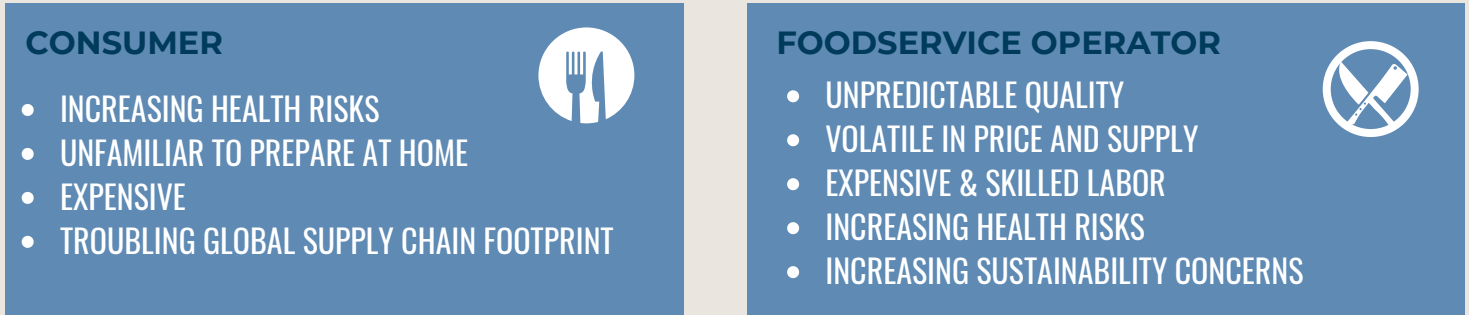 CONSUMER
• INCREASING HEALTH RISKS
• UNFAMILIAR TO PREPARE AT HOME
• EXPENSIVE
• TROUBLING GLOBAL SUPPLY CHAIN FOOTPRINT
FOODSERVICE OPERATOR
• UNPREDICTABLE QUALITY
• VOLATILE IN PRICE AND SUPPLY
• EXPENSIVE & SKILLED LABOR
• INCREASING HEALTH RISKS
• INCREASING SUSTAINABILITY CONCERNS